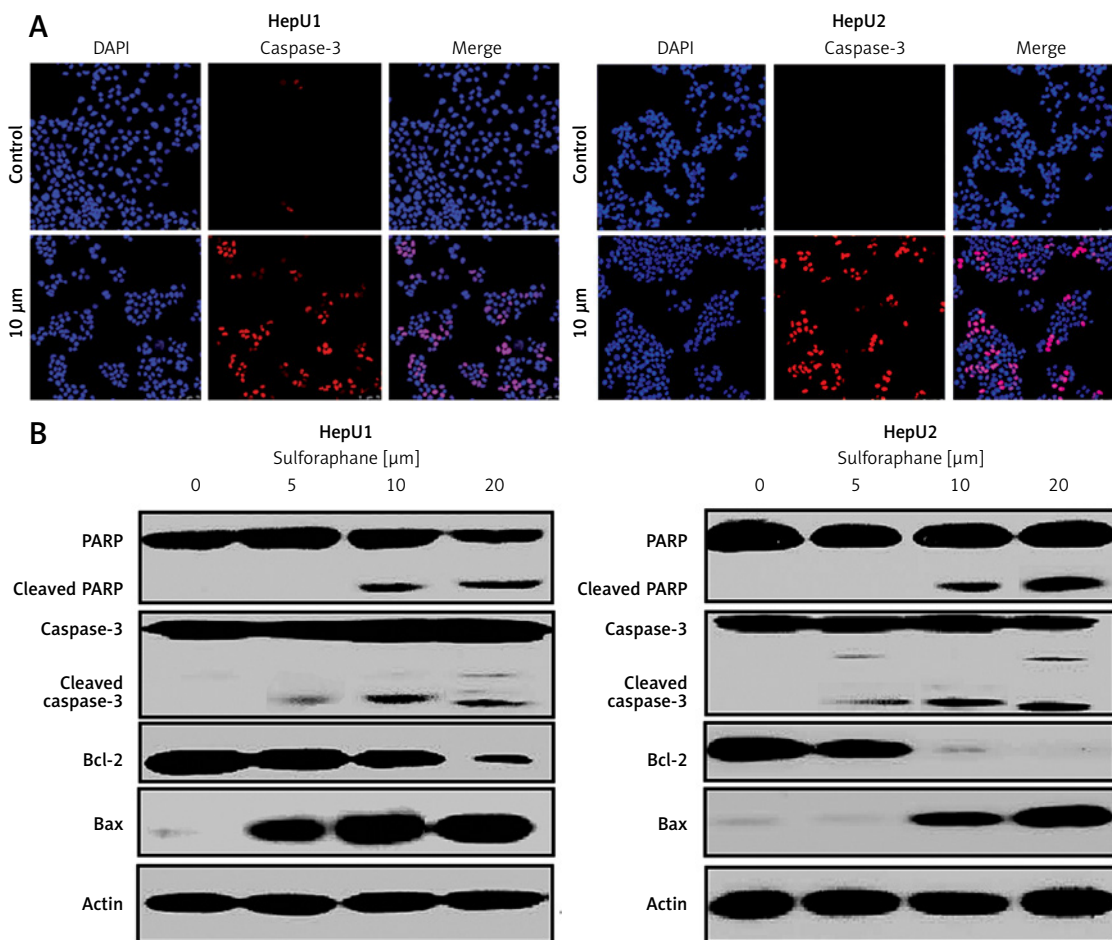 A
HepU1
HepU2
DAPI Caspase-3 Merge
DAPI Caspase-3 Merge
Control
Control
10 µm
10 µm
B
HepU1
HepU2
Sulforaphane [µm]
Sulforaphane [µm]
0 5 10 20
0 5 10 20
PARP
PARP
Cleaved PARP
Cleaved PARP
Caspase-3
Caspase-3
Cleaved
caspase-3
Cleaved
caspase-3
Bcl-2
Bcl-2
Bax
Bax
Actin
Actin